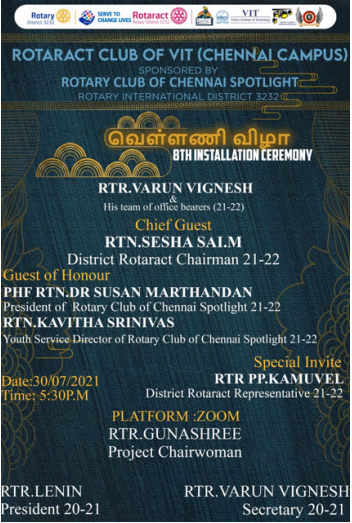 Rotary
District 3232
SERVE TO
CHANGE LIVES
Rotaract
VIT
ROTARACT CLUB OF VIT (CHENNAI CAMPUS)
SPONSORED BY
ROTARY CLUB OF CHENNAI SPOTLIGHT
ROTARY INTERNATIONAL DISTRICT 3232
வெள்ளணி விழா
8TH INSTALLATION CEREMONY
RTR.VARUN VIGNESH
&
His team of office bearers (21-22)
Chief Guest
RTN.SESHA SAI.M
District Rotaract Chairman 21-22
Guest of Honour
PHF RTN.DR SUSAN MARTHANDAN
President of Rotary Club of Chennai Spotlight 21-22
RTN.KAVITHA SRINIVAS
Youth Service Director of Rotary Club of Chennai Spotlight 21-22
Special Invite
RTR PP.KAMUVEL
District Rotaract Representative 21-22
Date:30/07/2021
Time: 5:30P.M
PLATFORM :ZOOM
RTR.GUNASHREE
Project Chairwoman
RTR.LENIN
President 20-21
RTR.VARUN VIGNESH
Secretary 20-21